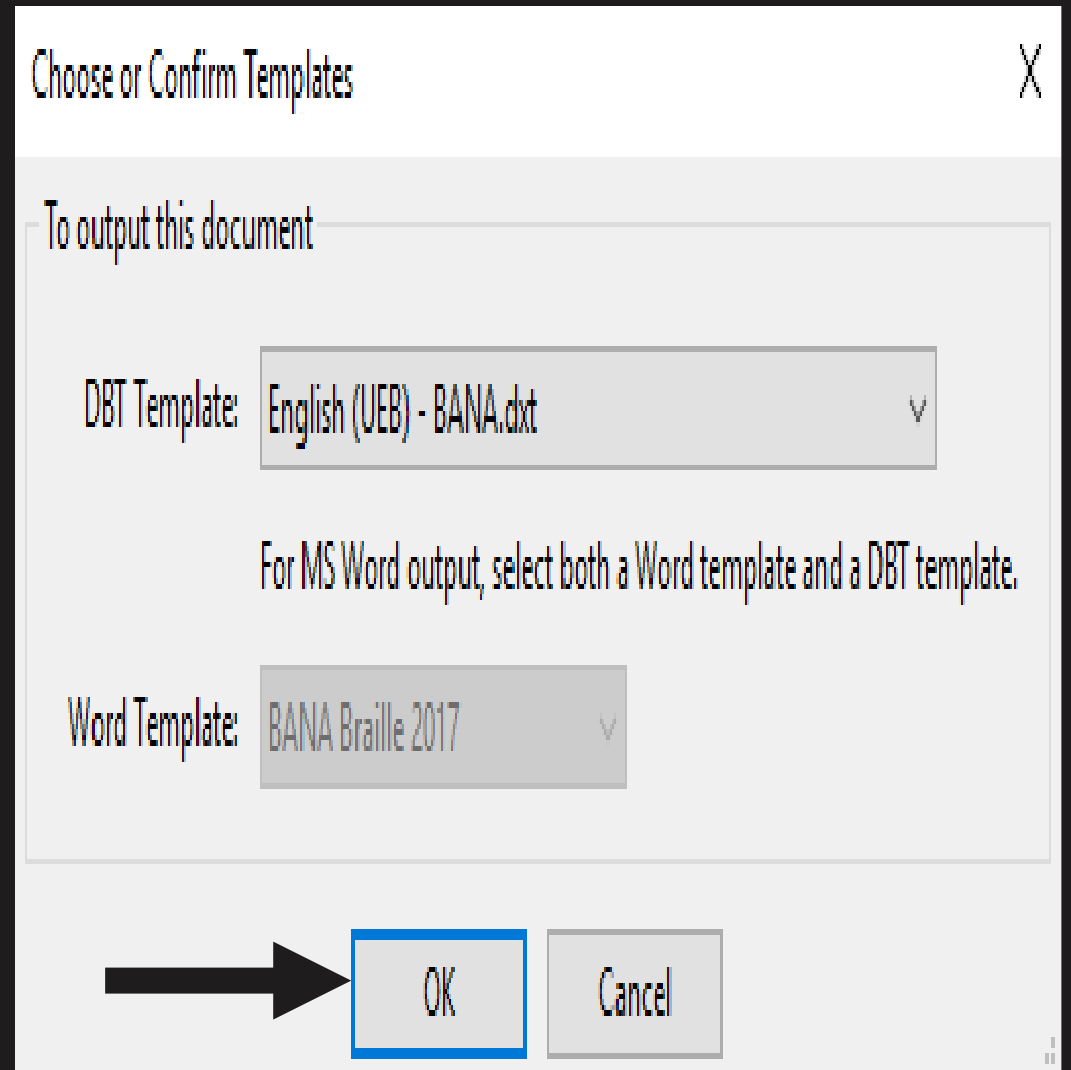 Choose or Confirm Templates X
To output this document
DBT Template: English (UEB) - BANA.dxt
For MS Word output, select both a Word template and a DBT template.
Word Template: BANA Braille 2017
OK Cancel